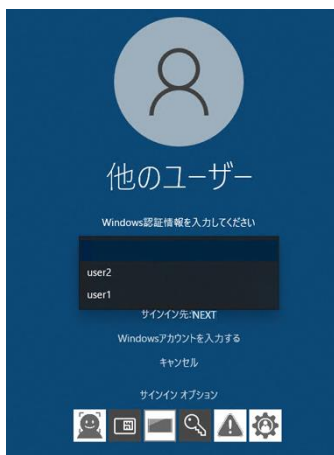 他のユーザー
Windows認証情報を入力してください
user2
user1
サインイン先:NEXT
Windowsアカウントを入力する
キャンセル
サインイン オプション